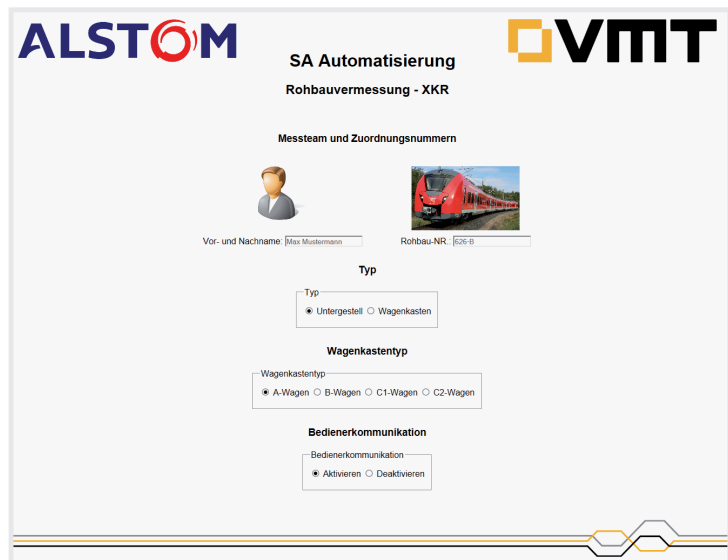 ALSTOM
VMT
SA Automatisierung
Rohbauvermessung - XKR
Messteam und Zuordnungsnummern
Vor- und Nachname: Max Mustermann
Rohbau-NR.: 626-B
Typ
Typ
Untergestell Wagenkasten
Wagenkastentyp
Wagenkastentyp
A-Wagen B-Wagen C1-Wagen C2-Wagen
Bedienerkommunikation
Bedienerkommunikation
Aktivieren Deaktivieren